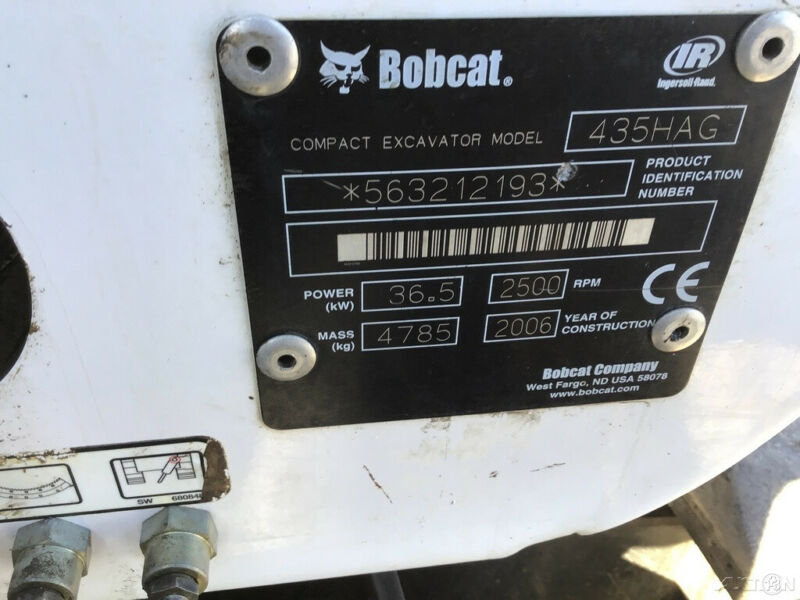 Bobcat®
IR
Ingersoll-Rand.
COMPACT EXCAVATOR MODEL 435HAG
*563212193*
PRODUCT
IDENTIFICATION
NUMBER
POWER
(kW)
36.5
2500 RPM
MASS
(kg)
4785
2006
YEAR OF
CONSTRUCTION
CE
Bobcat Company
West Fargo, ND USA 58078
www.bobcat.com
SW